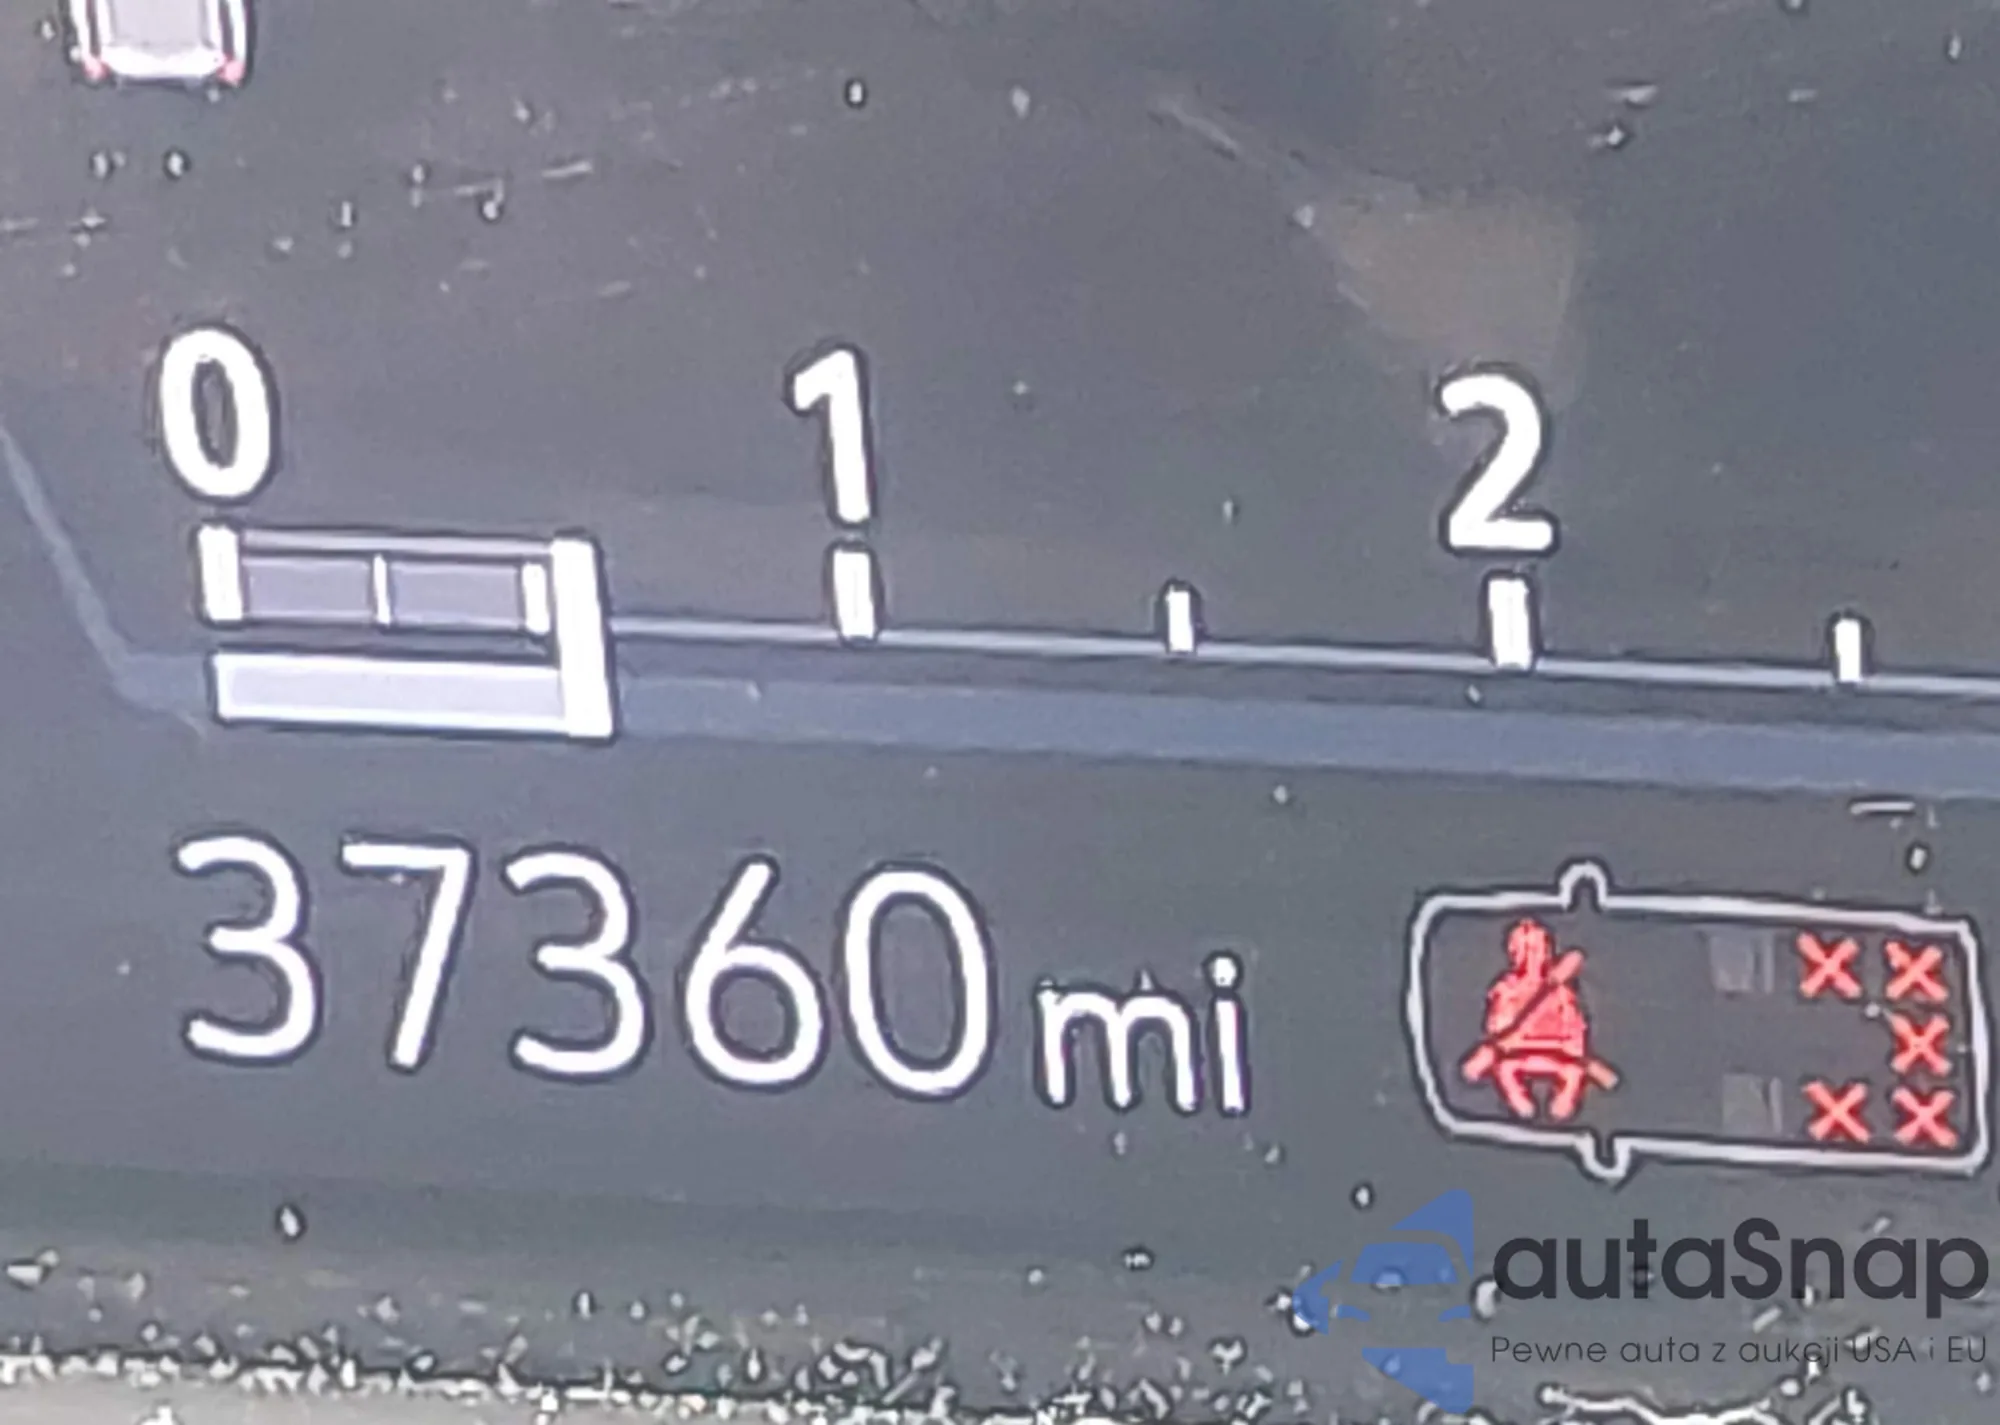 0 1 2
37360 mi
autaSnap
Pewne auta z aukcji USA i EU